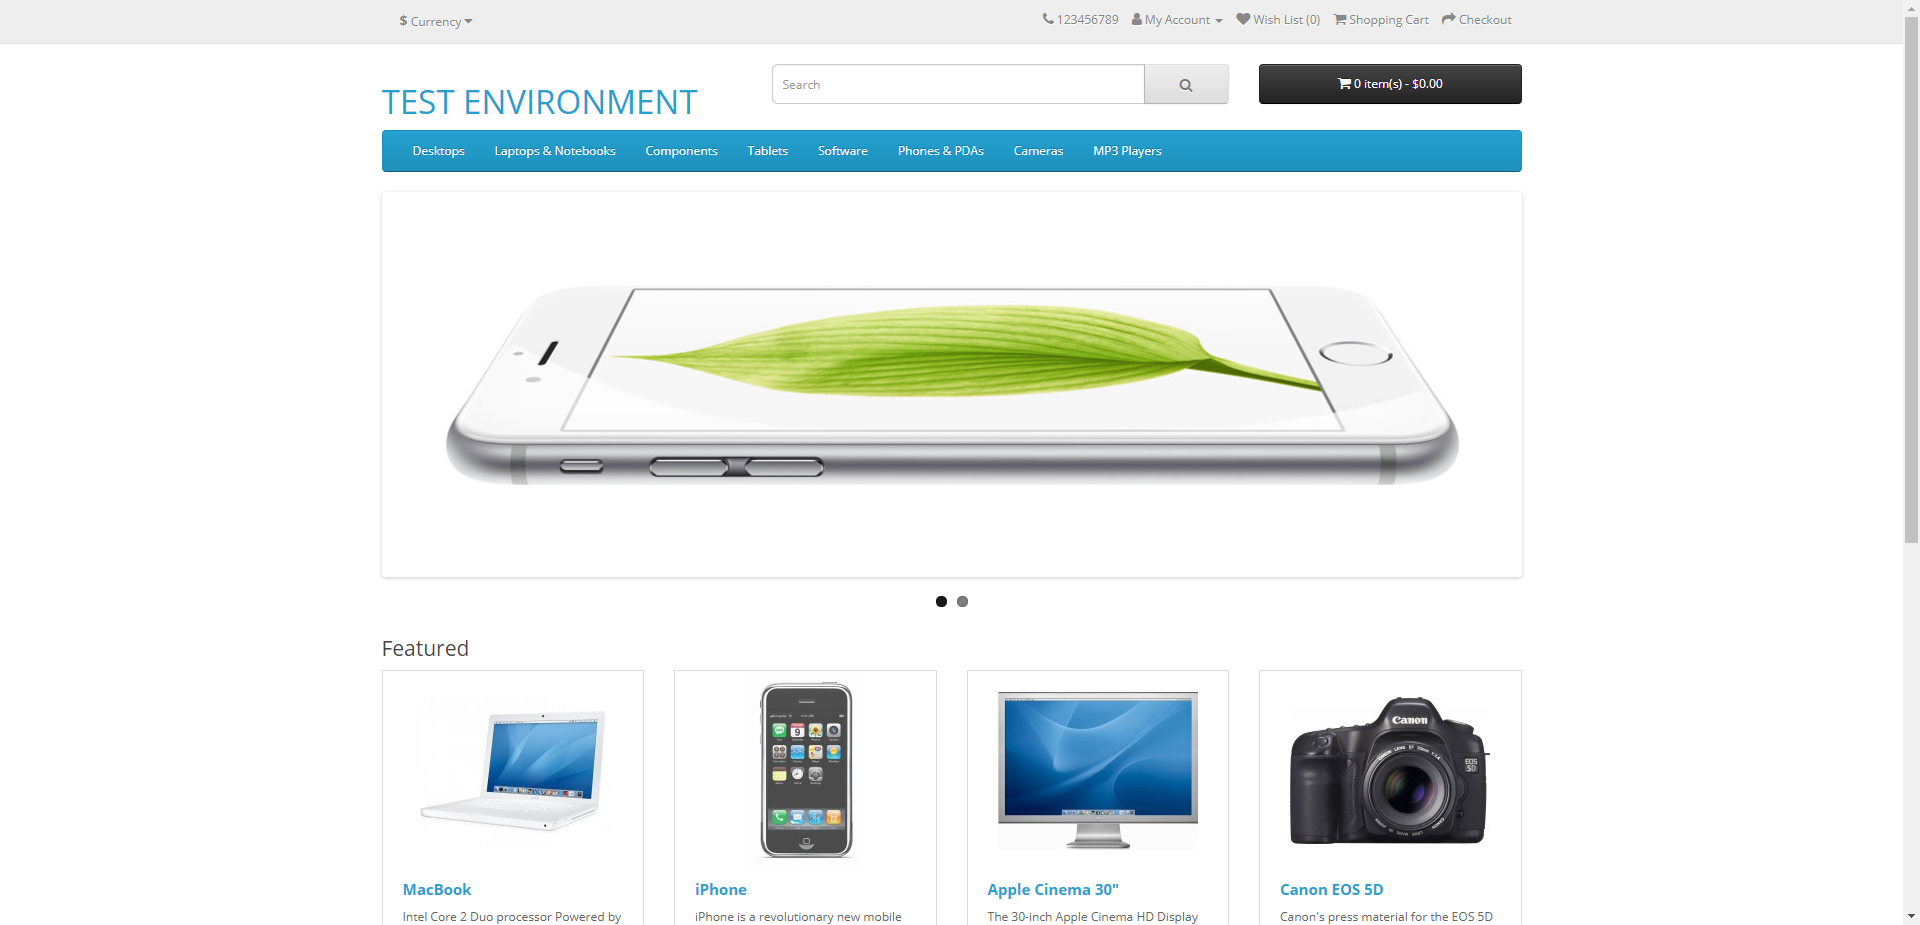 $ Currency
123456789 My Account Wish List (0) Shopping Cart Checkout
TEST ENVIRONMENT
Search
0 item(s) - $0.00
Desktops Laptops & Notebooks Components Tablets Software Phones & PDAs Cameras MP3 Players
Featured
Canon
EOS
5D
MacBook
Intel Core 2 Duo processor Powered by
iPhone
iPhone is a revolutionary new mobile
Apple Cinema 30"
The 30-inch Apple Cinema HD Display
Canon EOS 5D
Canon's press material for the EOS 5D